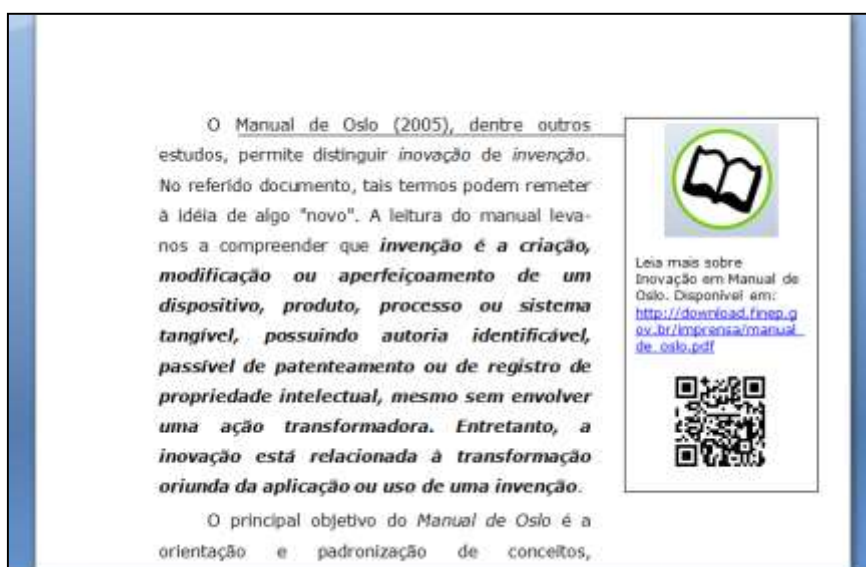 O Manual de Oslo (2005), dentre outros
estudos, permite distinguir inovação de invenção.
No referido documento, tais termos podem remeter
à idéia de algo "novo". A leitura do manual leva-
nos a compreender que invenção é a criação,
modificação ou aperfeiçoamento de um
dispositivo, produto, processo ou sistema
tangível, possuindo autoria identificável,
passível de patenteamento ou de registro de
propriedade intelectual, mesmo sem envolver
uma ação transformadora. Entretanto, a
inovação está relacionada à transformação
oriunda da aplicação ou uso de uma invenção.
O principal objetivo do Manual de Oslo é a
orientação e padronização de conceitos,
Leia mais sobre
Inovação em Manual de
Oslo. Disponível em:
http://download.finep.g
ov.br/imprensa/manual_
de_oslo.pdf